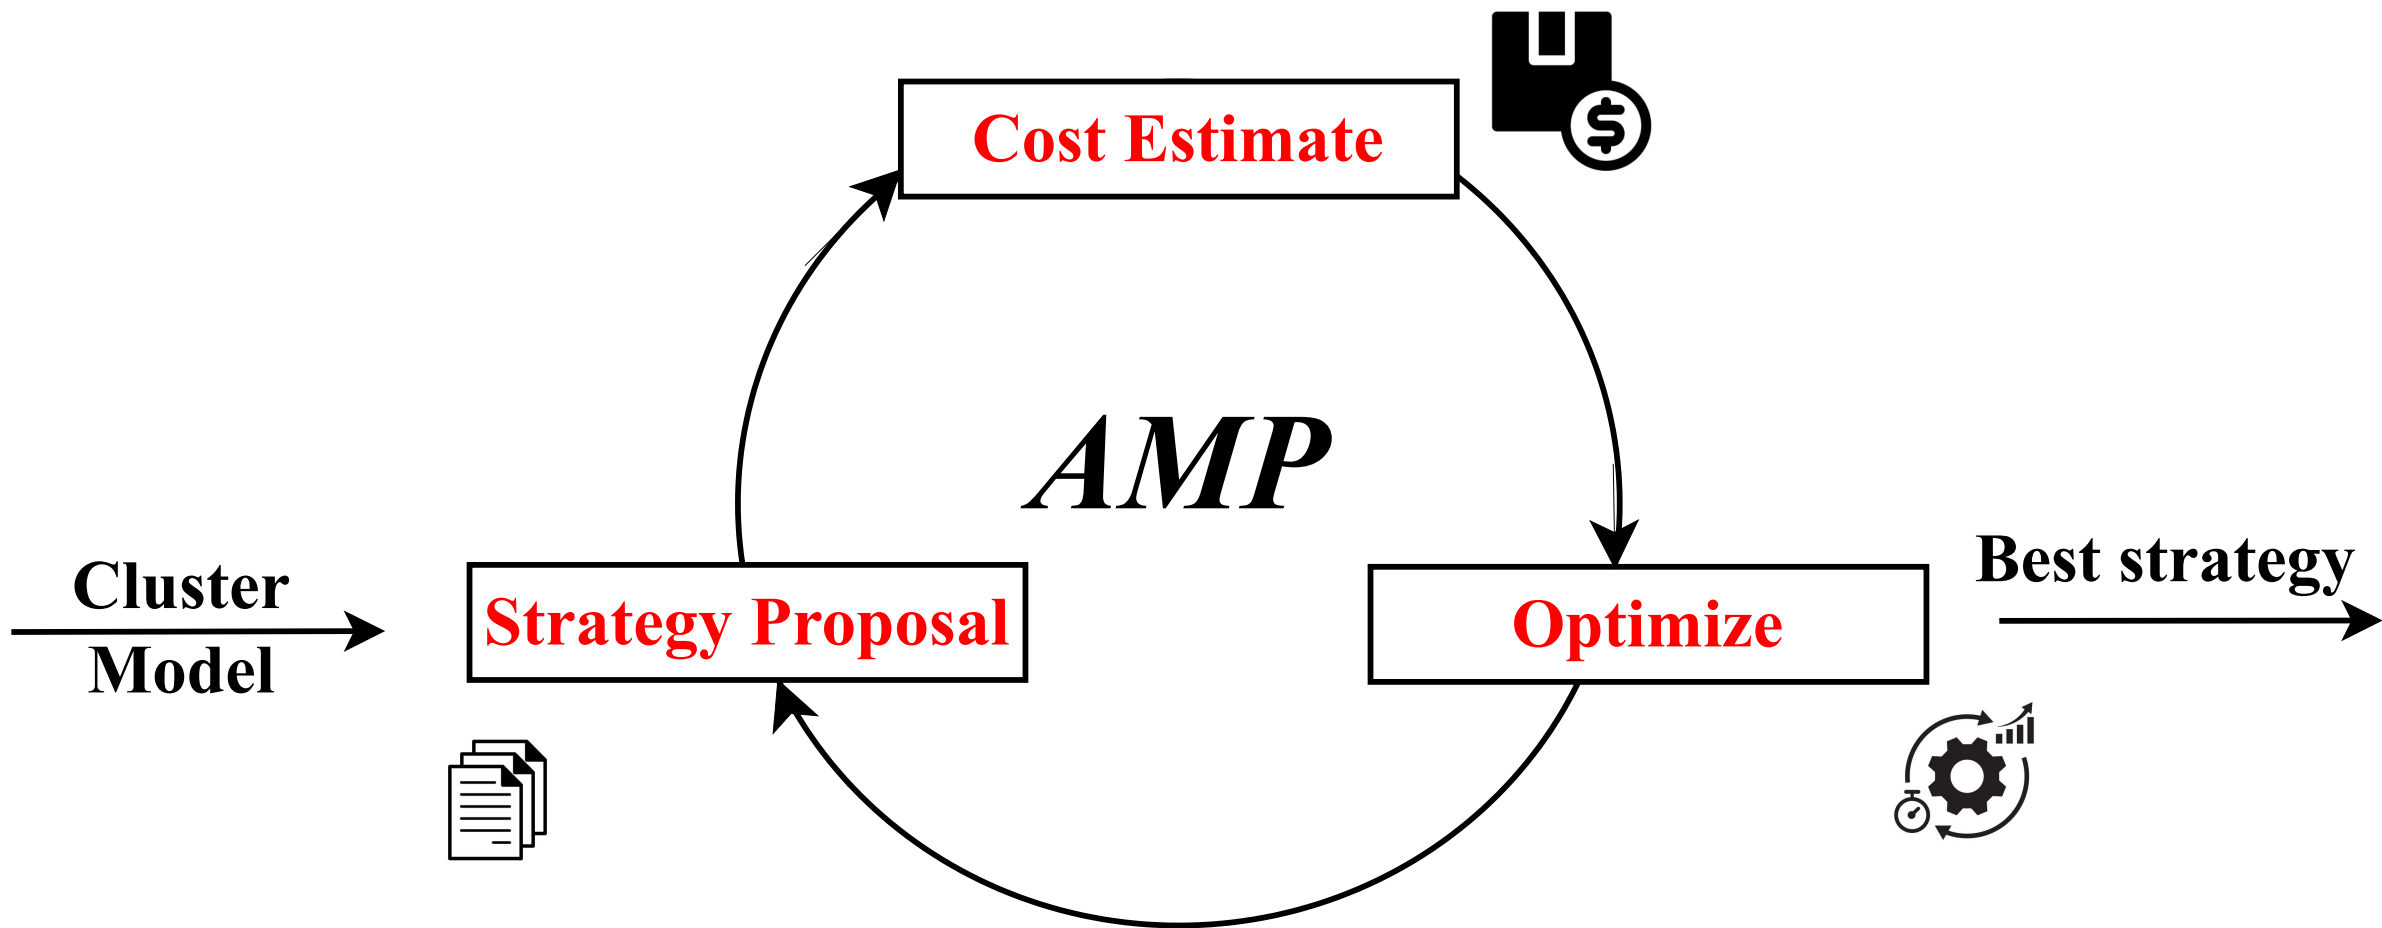 Cost Estimate
AMP
Cluster
Model
Strategy Proposal
Optimize
Best strategy
$